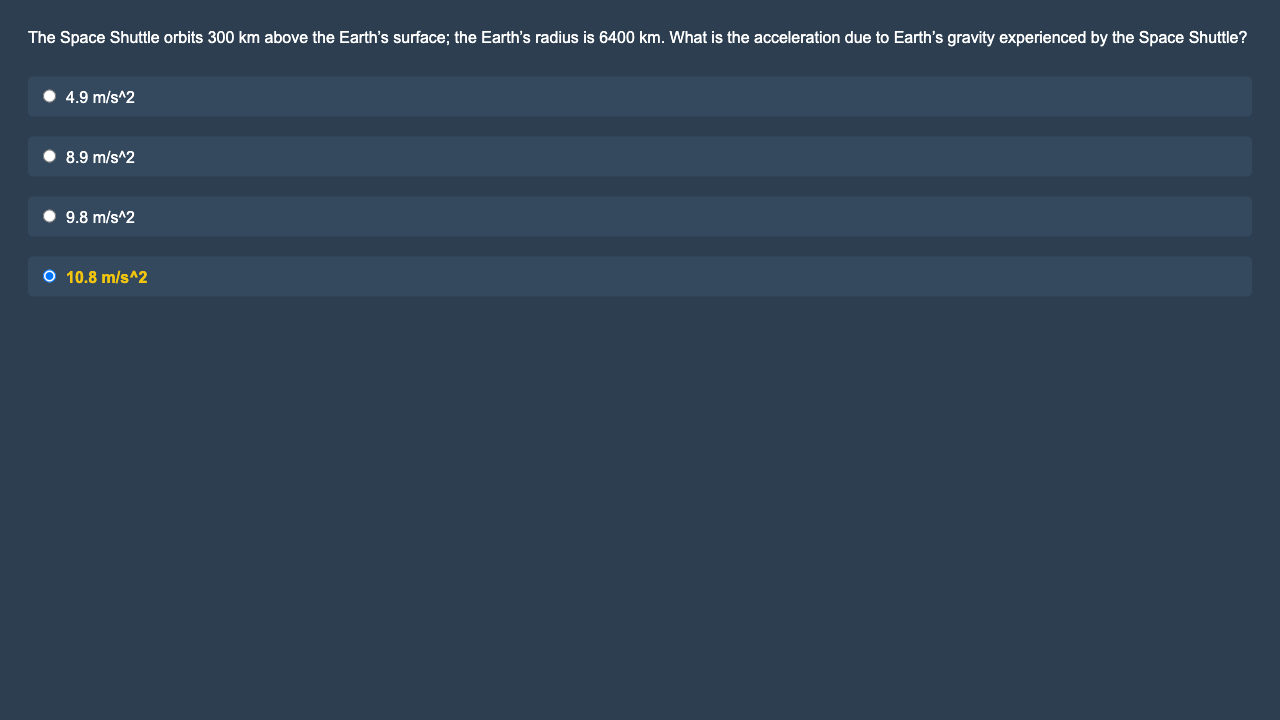 The Space Shuttle orbits 300 km above the Earth’s surface; the Earth’s radius is 6400 km. What is the acceleration due to Earth’s gravity experienced by the Space Shuttle?
4.9 m/s^2
8.9 m/s^2
9.8 m/s^2
10.8 m/s^2